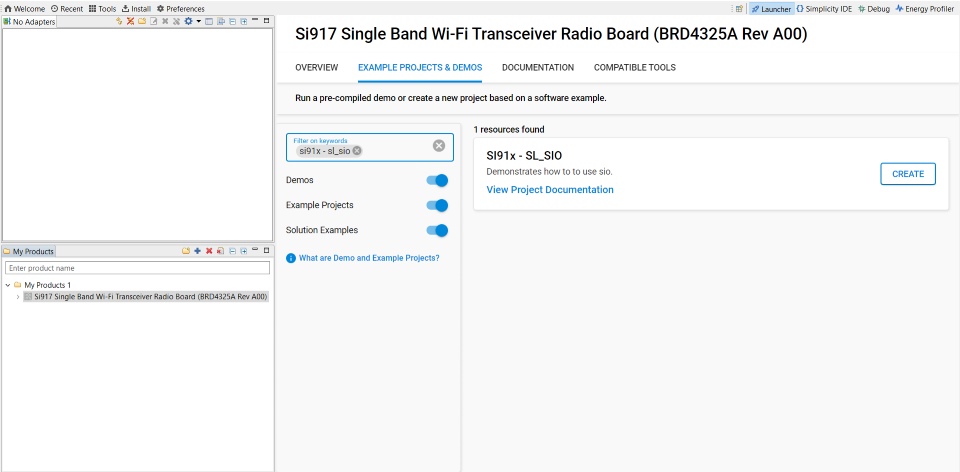 Welcome Recent Tools Install Preferences
Launcher Simplicity IDE Debug Energy Profiler
No Adapters
My Products
Enter product name
My Products 1
Si917 Single Band Wi-Fi Transceiver Radio Board (BRD4325A Rev A00)
Si917 Single Band Wi-Fi Transceiver Radio Board (BRD4325A Rev A00)
OVERVIEW EXAMPLE PROJECTS & DEMOS DOCUMENTATION COMPATIBLE TOOLS
Run a pre-compiled demo or create a new project based on a software example.
Filter on keywords
si91x - sl_sio
Demos
Example Projects
Solution Examples
What are Demo and Example Projects?
1 resources found
SI91x - SL_SIO
Demonstrates how to to use sio.
View Project Documentation
CREATE